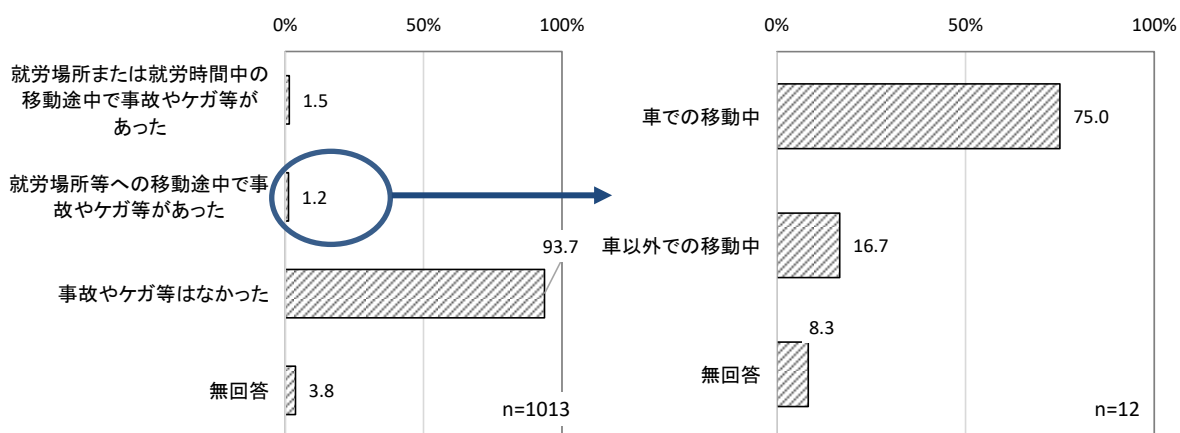 0%
50%
100%
就労場所または就労時間中の
移動途中で事故やケガ等が
あった
1.5
就労場所等への移動途中で事
故やケガ等があった
1.2
事故やケガ等はなかった
93.7
無回答
3.8
n=1013
0%
50%
100%
車での移動中
75.0
車以外での移動中
16.7
無回答
8.3
n=12